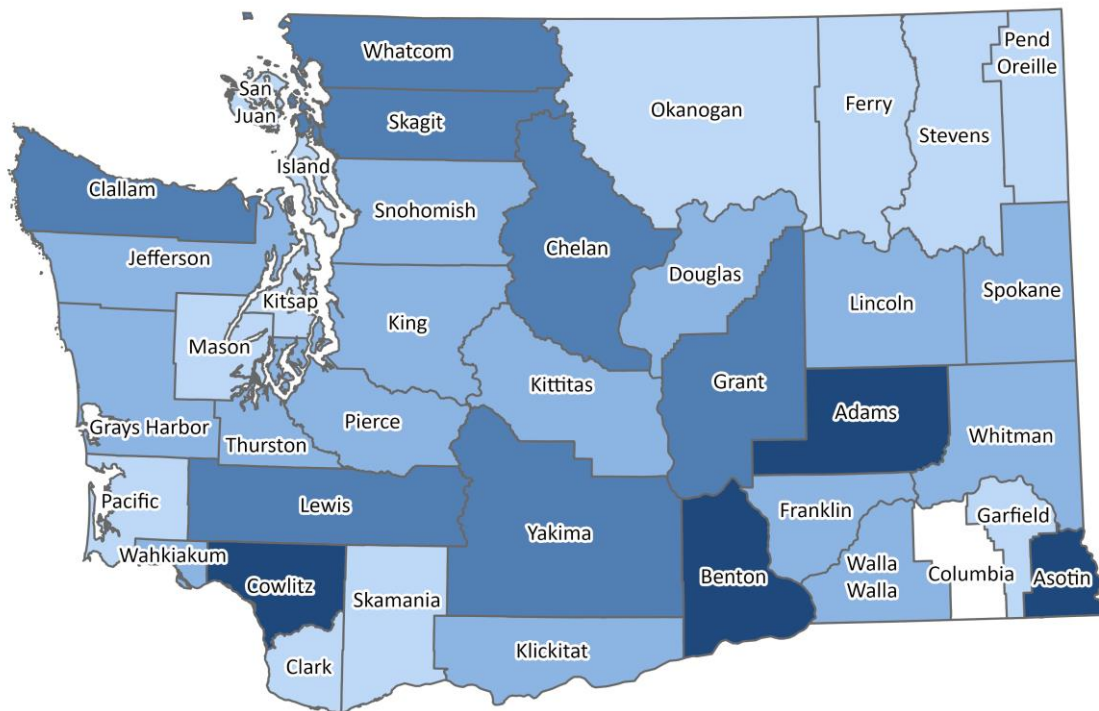 Whatcom
Pend
Oreille
San
Juan
Okanogan
Ferry
Skagit
Stevens
Island
Clallam
Snohomish
Chelan
Jefferson
Douglas
Kitsap
Lincoln
Spokane
King
Mason
Kittitas
Grant
Adams
Grays Harbor
Thurston
Pierce
Whitman
Pacific
Lewis
Yakima
Franklin
Garfield
Wahkiakum
Cowlitz
Skamania
Benton
Walla
Walla
Columbia
Asotin
Clark
Klickitat